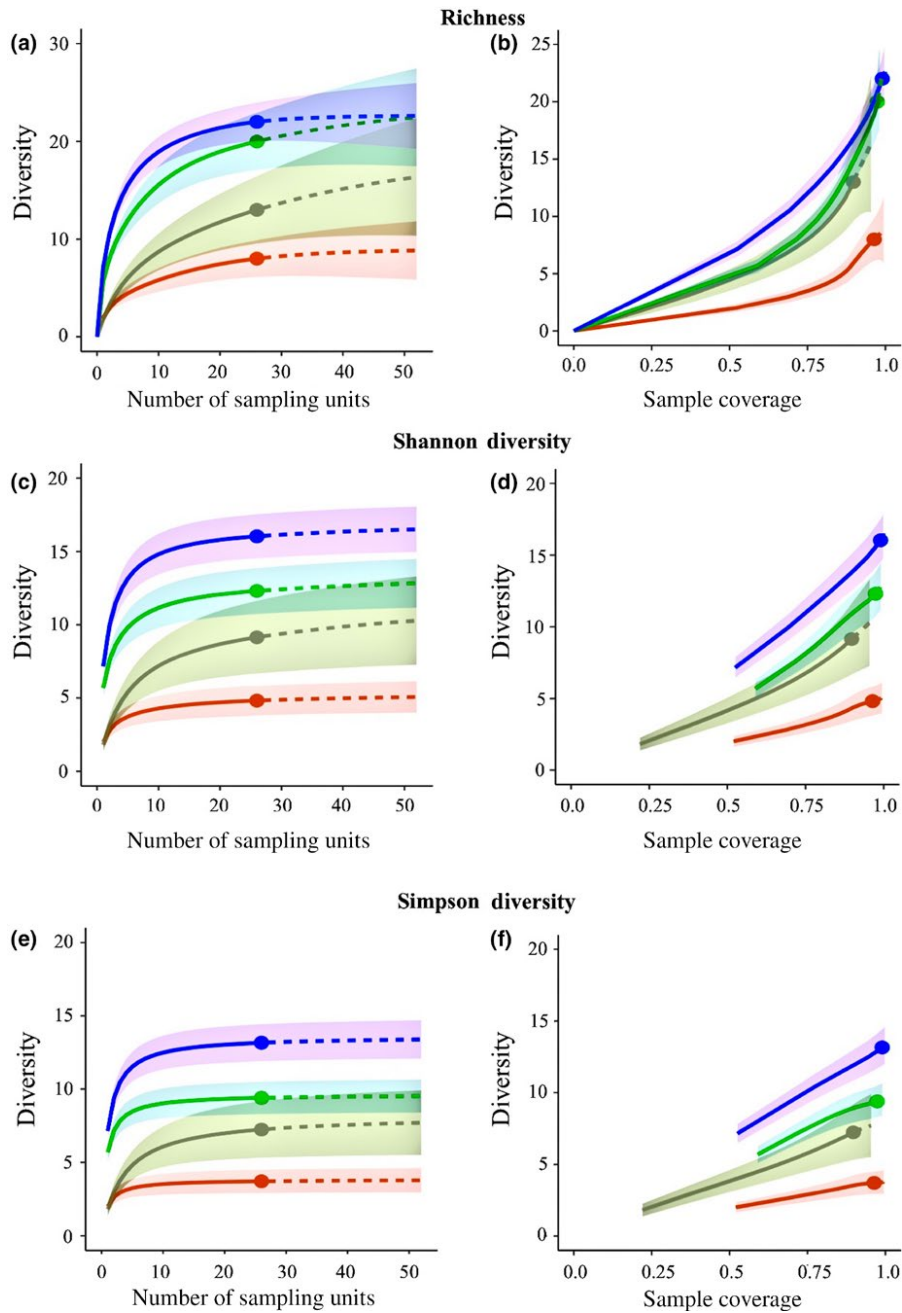 Richness
(a)
30
20
10
0
Diversity
0 10 20 30 40 50
Number of sampling units
(b)
25
20
15
10
5
0
Diversity
0.0 0.25 0.5 0.75 1.0
Sample coverage
Shannon diversity
(c)
20
15
10
5
0
Diversity
0 10 20 30 40 50
Number of sampling units
(d)
20
15
10
5
0
Diversity
0.0 0.25 0.5 0.75 1.0
Sample coverage
Simpson diversity
(e)
20
15
10
5
0
Diversity
0 10 20 30 40 50
Number of sampling units
(f)
20
15
10
5
0
Diversity
0.0 0.25 0.5 0.75 1.0
Sample coverage